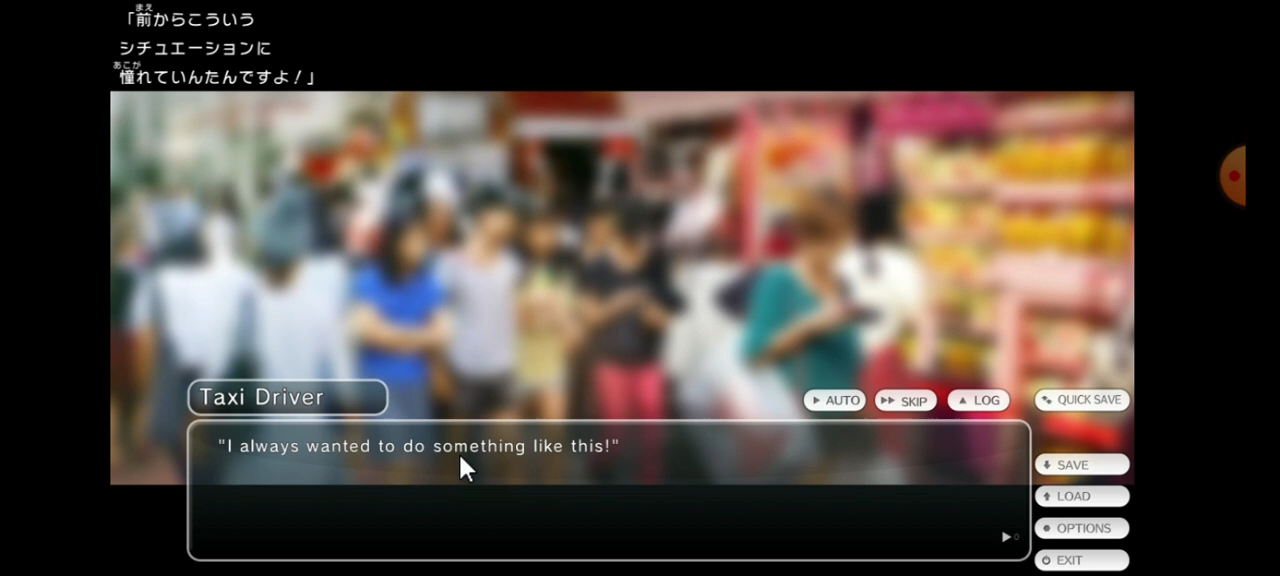 「前からこういう
シチュエーションに
憧れていんたんですよ！」
Taxi Driver
AUTO
SKIP
LOG
QUICK SAVE
"I always wanted to do something like this!"
SAVE
LOAD
OPTIONS
EXIT